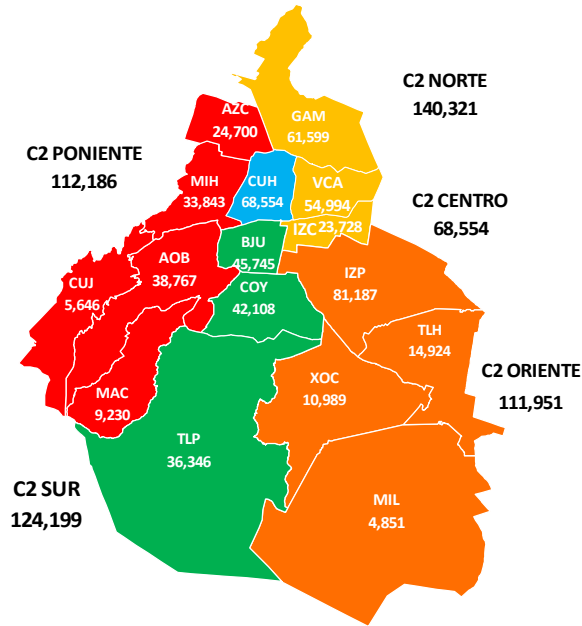 C2 NORTE
140,321
AZC
24,700
GAM
61,599
C2 PONIENTE
112,186
MIH
33,843
CUH
68,554
VCA
54,994
C2 CENTRO
68,554
IZC 23,728
BJU
45,745
AOB
38,767
IZP
81,187
CUJ
5,646
COY
42,108
TLH
14,924
C2 ORIENTE
111,951
XOC
10,989
MAC
9,230
TLP
36,346
C2 SUR
124,199
MIL
4,851